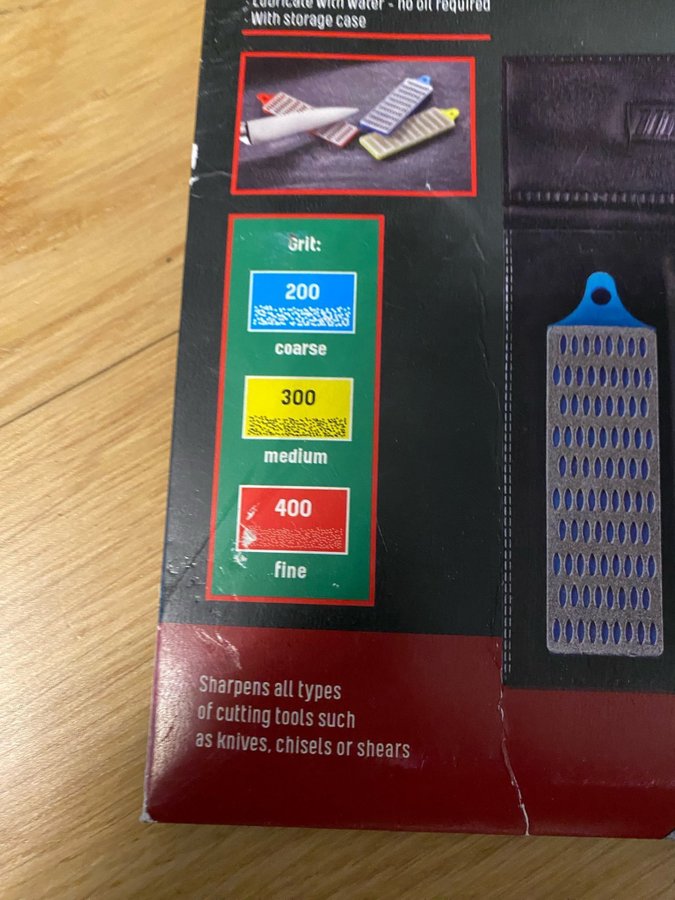 Lubricate with water - no oil required
With storage case
Grit:
200
coarse
300
medium
400
fine
Sharpens all types
of cutting tools such
as knives, chisels or shears